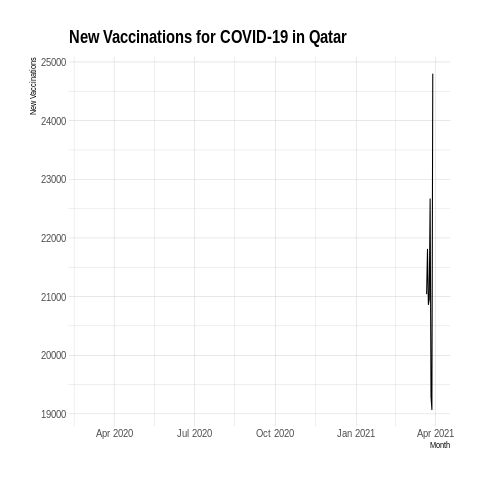 New Vaccinations for COVID-19 in Qatar
New Vaccinations
25000
24000
23000
22000
21000
20000
19000
Apr 2020 Jul 2020 Oct 2020 Jan 2021 Apr 2021
Month